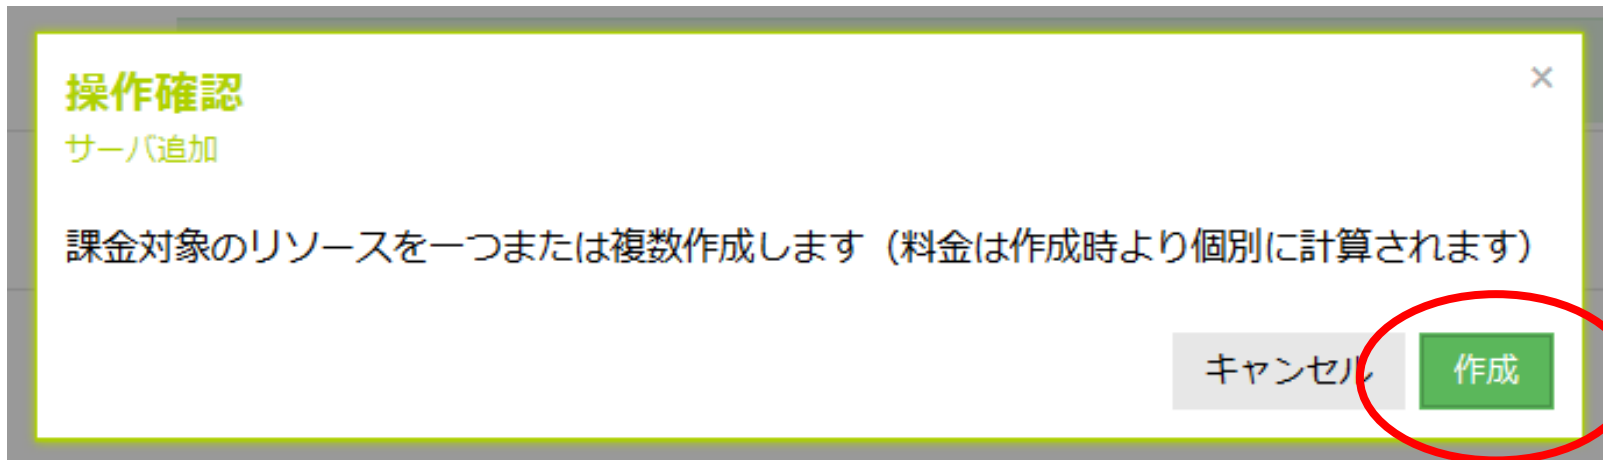 操作確認
×
サーバ追加
課金対象のリソースを一つまたは複数作成します（料金は作成時より個別に計算されます）
キャンセル
作成